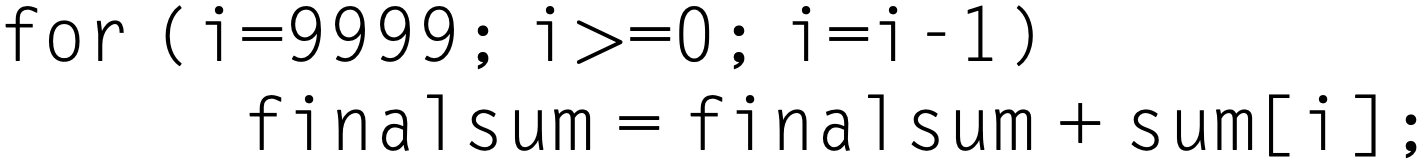 for (i=9999; i>=0; i=i-1)
finalsum = finalsum + sum[i];